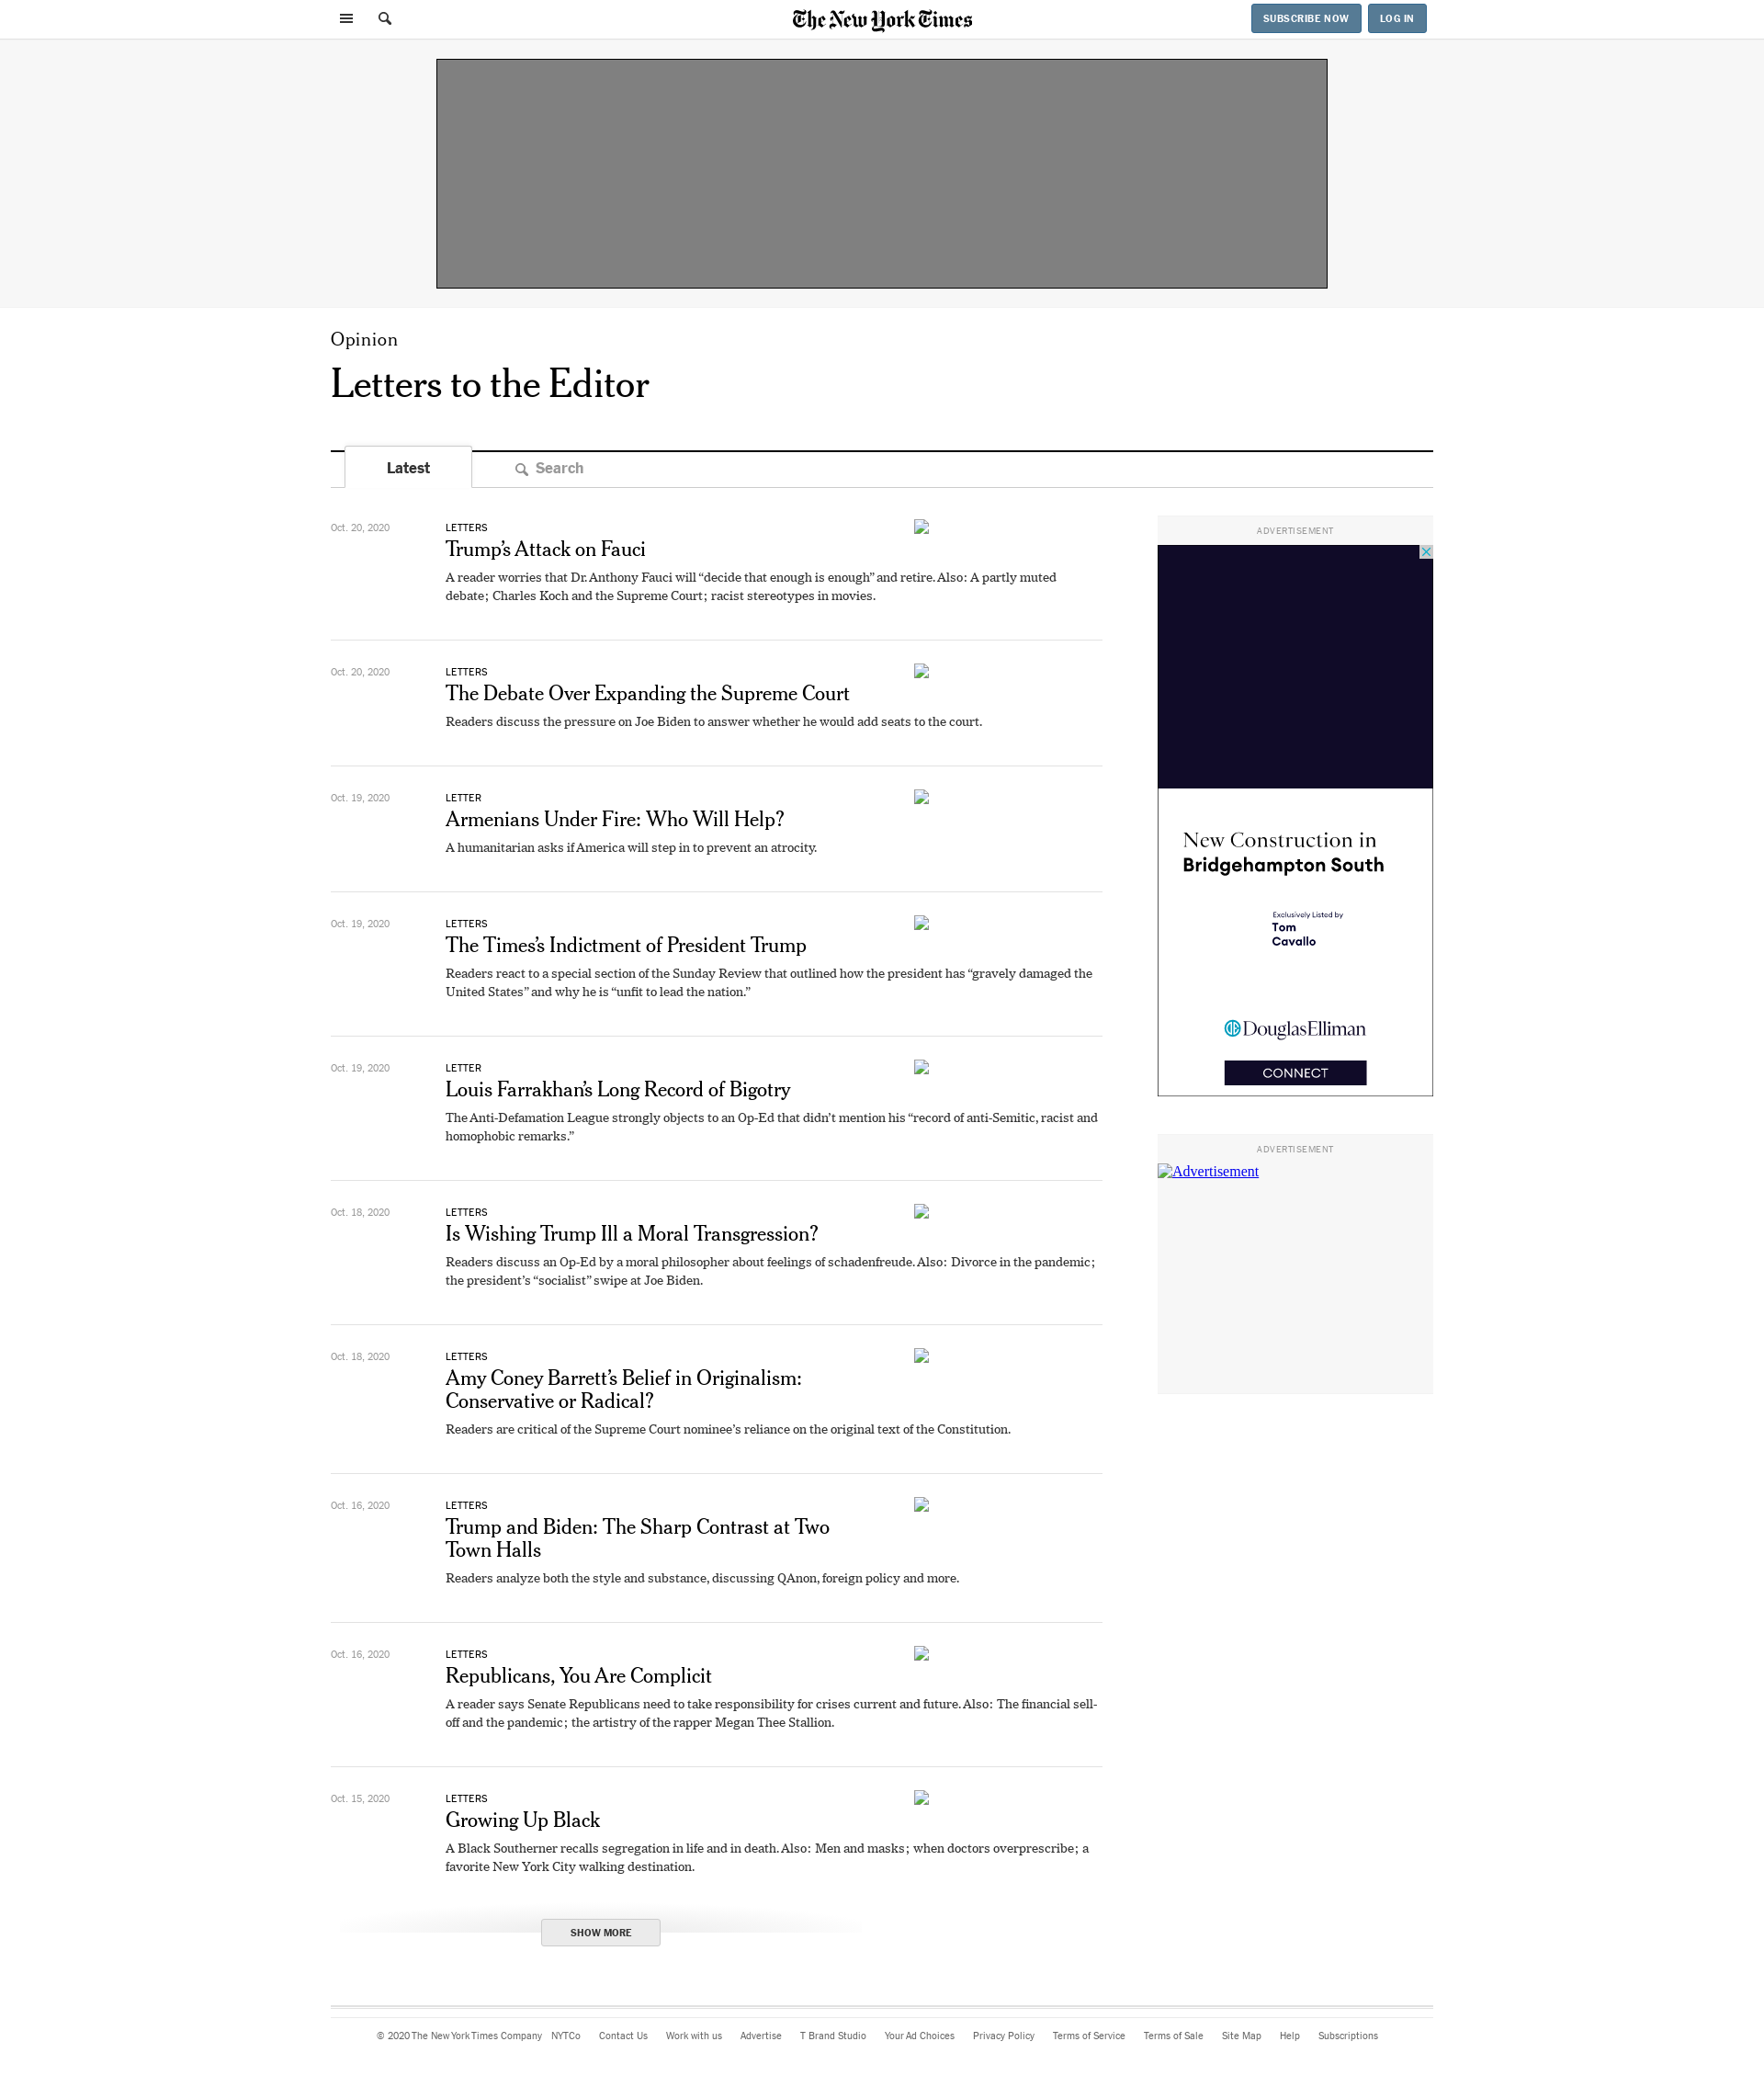 The New York Times
SUBSCRIBE NOW
LOG IN
Opinion
Letters to the Editor
Latest
Search
Oct. 20, 2020
LETTERS
Trump’s Attack on Fauci
A reader worries that Dr. Anthony Fauci will “decide that enough is enough” and retire. Also: A partly muted
debate; Charles Koch and the Supreme Court; racist stereotypes in movies.
Oct. 20, 2020
LETTERS
The Debate Over Expanding the Supreme Court
Readers discuss the pressure on Joe Biden to answer whether he would add seats to the court.
Oct. 19, 2020
LETTER
Armenians Under Fire: Who Will Help?
A humanitarian asks if America will step in to prevent an atrocity.
Oct. 19, 2020
LETTERS
The Times’s Indictment of President Trump
Readers react to a special section of the Sunday Review that outlined how the president has “gravely damaged the
United States” and why he is “unfit to lead the nation.”
Oct. 19, 2020
LETTER
Louis Farrakhan’s Long Record of Bigotry
The Anti-Defamation League strongly objects to an Op-Ed that didn’t mention his “record of anti-Semitic, racist and
homophobic remarks.”
Oct. 18, 2020
LETTERS
Is Wishing Trump Ill a Moral Transgression?
Readers discuss an Op-Ed by a moral philosopher about feelings of schadenfreude. Also: Divorce in the pandemic;
the president’s “socialist” swipe at Joe Biden.
Oct. 18, 2020
LETTERS
Amy Coney Barrett’s Belief in Originalism:
Conservative or Radical?
Readers are critical of the Supreme Court nominee’s reliance on the original text of the Constitution.
Oct. 16, 2020
LETTERS
Trump and Biden: The Sharp Contrast at Two
Town Halls
Readers analyze both the style and substance, discussing QAnon, foreign policy and more.
Oct. 16, 2020
LETTERS
Republicans, You Are Complicit
A reader says Senate Republicans need to take responsibility for crises current and future. Also: The financial sell-
off and the pandemic; the artistry of the rapper Megan Thee Stallion.
Oct. 15, 2020
LETTERS
Growing Up Black
A Black Southerner recalls segregation in life and in death. Also: Men and masks; when doctors overprescribe; a
favorite New York City walking destination.
SHOW MORE
ADVERTISEMENT
New Construction in
Bridgehampton South
Exclusively Listed by
Tom
Cavallo
DouglasElliman
CONNECT
ADVERTISEMENT
Advertisement
© 2020 The New York Times Company NYTCo Contact Us Work with us Advertise T Brand Studio Your Ad Choices Privacy Policy Terms of Service Terms of Sale Site Map Help Subscriptions